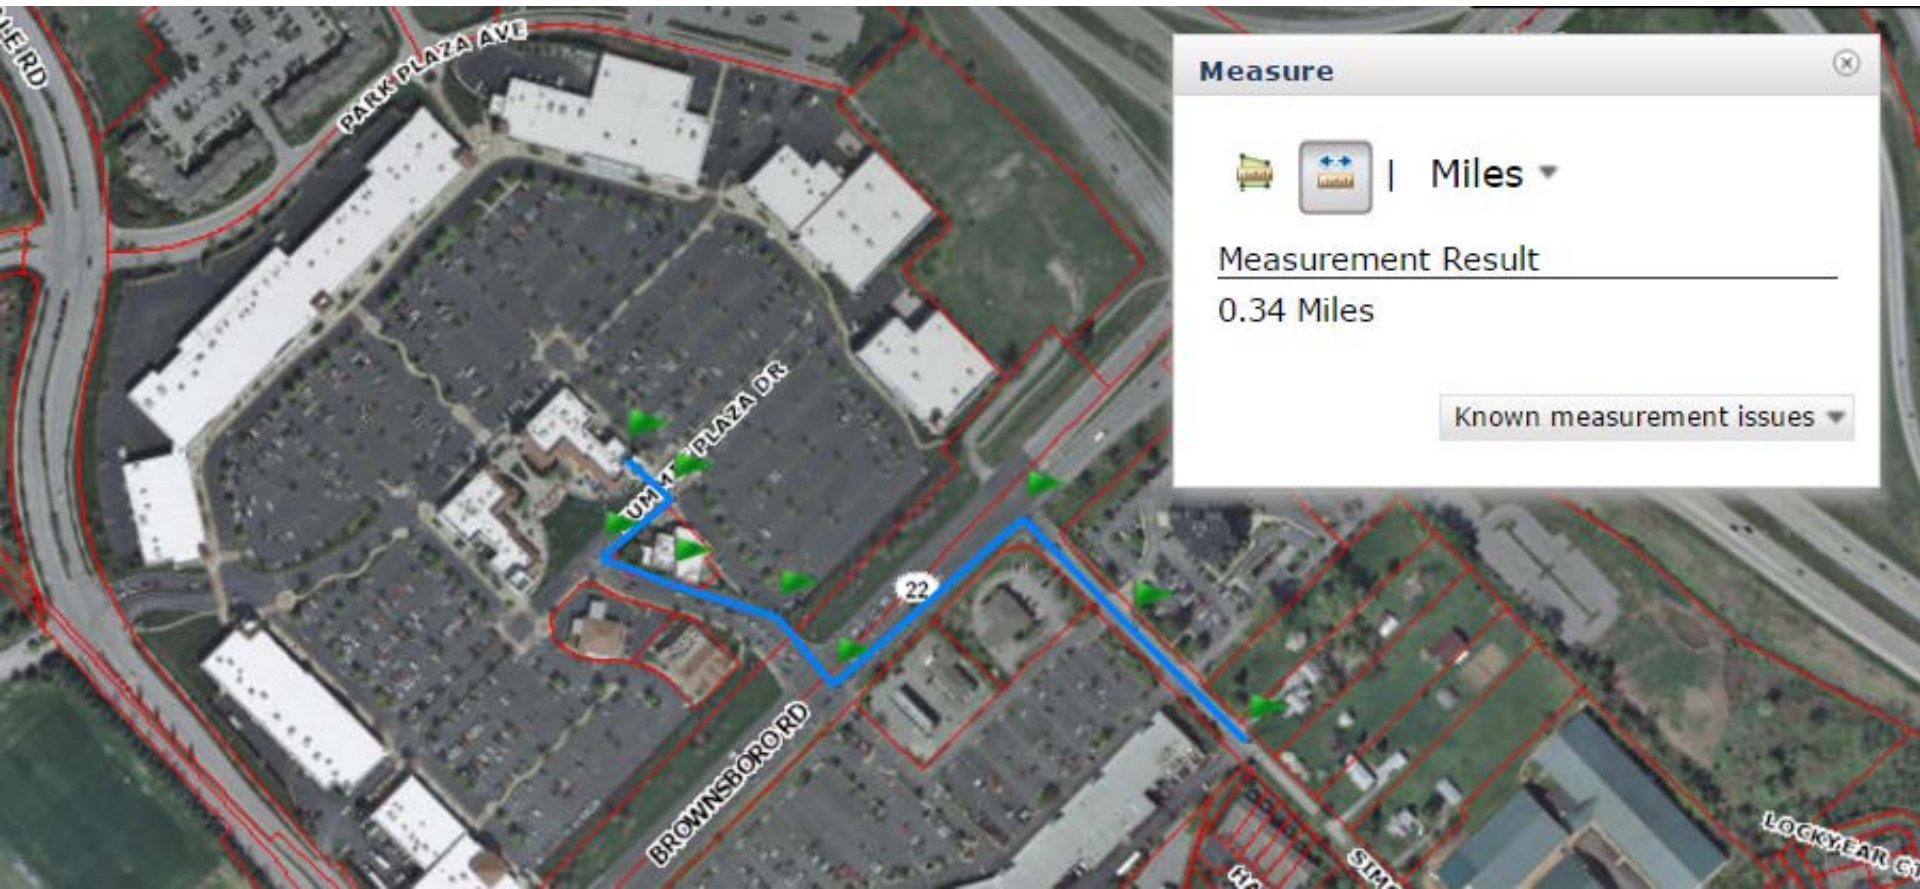 PARK PLAZA AVE
Measure
| Miles
Measurement Result
0.34 Miles
PLAZA DR
Known measurement issues
22
BROWNSBORO RD
LOCKYEAR CT